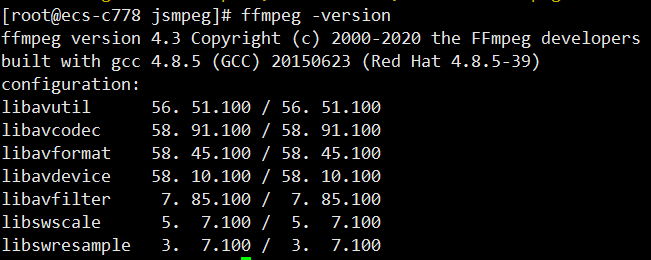 [root@ecs-c778 jsmpeg]# ffmpeg -version
ffmpeg version 4.3 Copyright (c) 2000-2020 the FFmpeg developers
built with gcc 4.8.5 (GCC) 20150623 (Red Hat 4.8.5-39)
configuration:
libavutil      56. 51.100 / 56. 51.100
libavcodec     58. 91.100 / 58. 91.100
libavformat    58. 45.100 / 58. 45.100
libavdevice    58. 10.100 / 58. 10.100
libavfilter     7. 85.100 /  7. 85.100
libswscale      5.  7.100 /  5.  7.100
libswresample   3.  7.100 /  3.  7.100